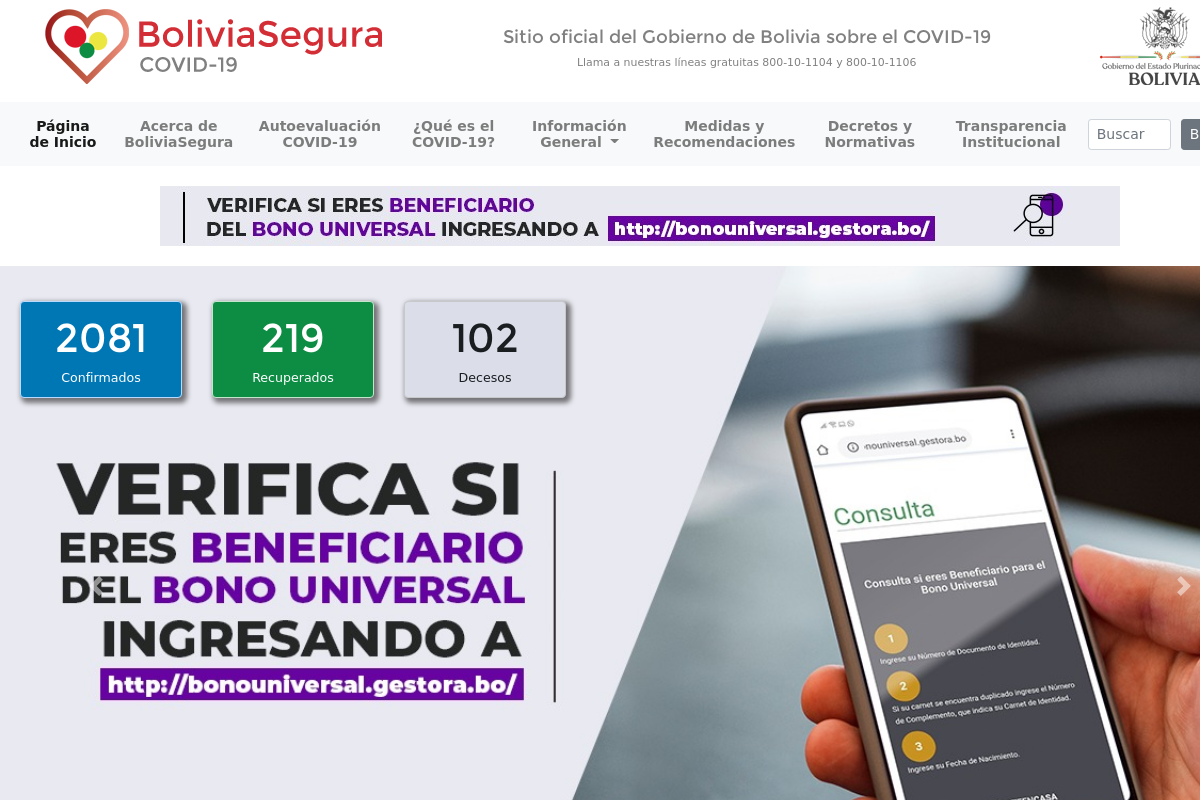 BoliviaSegura
COVID-19
Sitio oficial del Gobierno de Bolivia sobre el COVID-19
Llama a nuestras líneas gratuitas 800-10-1104 y 800-10-1106
Gobierno del Estado
BOLIVIA
Página
de Inicio
Acerca de
BoliviaSegura
Autoevaluación
COVID-19
¿Qué es el
COVID-19?
Información
General
Medidas y
Recomendaciones
Decretos y
Normativas
Transparencia
Institucional
Buscar
B
VERIFICA SI ERES BENEFICIARIO
DEL BONO UNIVERSAL INGRESANDO A http://bonouniversal.gestora.bo/
2081
Confirmados
219
Recuperados
102
Decesos
VERIFICA SI
ERES BENEFICIARIO
DEL BONO UNIVERSAL
INGRESANDO A
http://bonouniversal.gestora.bo/
nouniversal.gestora.bo
Consulta
Consulta si eres Beneficiario para el
Bono Universal
1
Ingrese su Número de Documento de Identidad.
2
Si su carnet se encuentra duplicado ingrese el Número
de Complemento, que indica su Carnet de Identidad.
3
Ingrese su Fecha de Nacimiento.